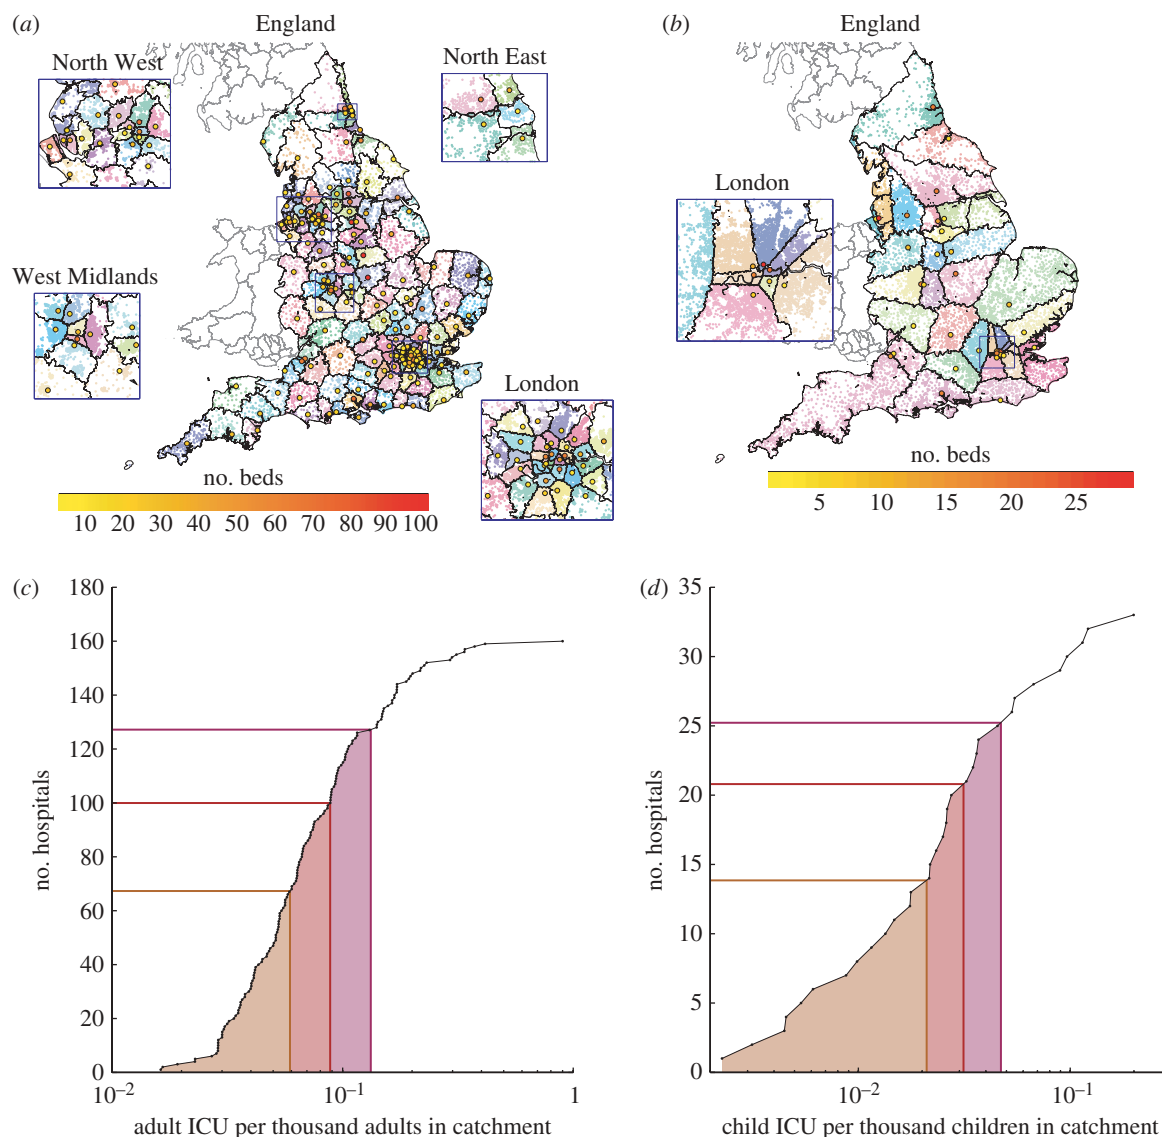 (a)
England
North West
North East
West Midlands
London
no. beds
10 20 30 40 50 60 70 80 90 100
(b)
England
London
no. beds
5 10 15 20 25
(c)
180
160
140
120
100
80
60
40
20
0
no. hospitals
10⁻² 10⁻¹ 1
adult ICU per thousand adults in catchment
(d)
35
30
25
20
15
10
5
0
no. hospitals
10⁻² 10⁻¹
child ICU per thousand children in catchment